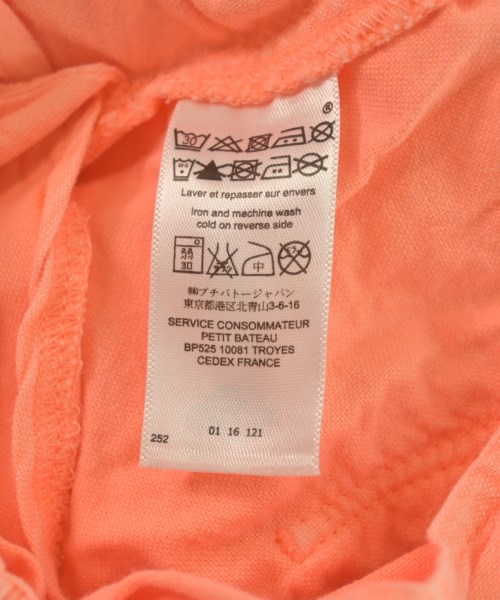 ®
30
Laver et repasser sur envers
Iron and machine wash
cold on reverse side
30
中
㈱プチバトージャパン
東京都港区北青山3-6-16
SERVICE CONSOMMATEUR
PETIT BATEAU
BP525 10081 TROYES
CEDEX FRANCE
01 16 121
252